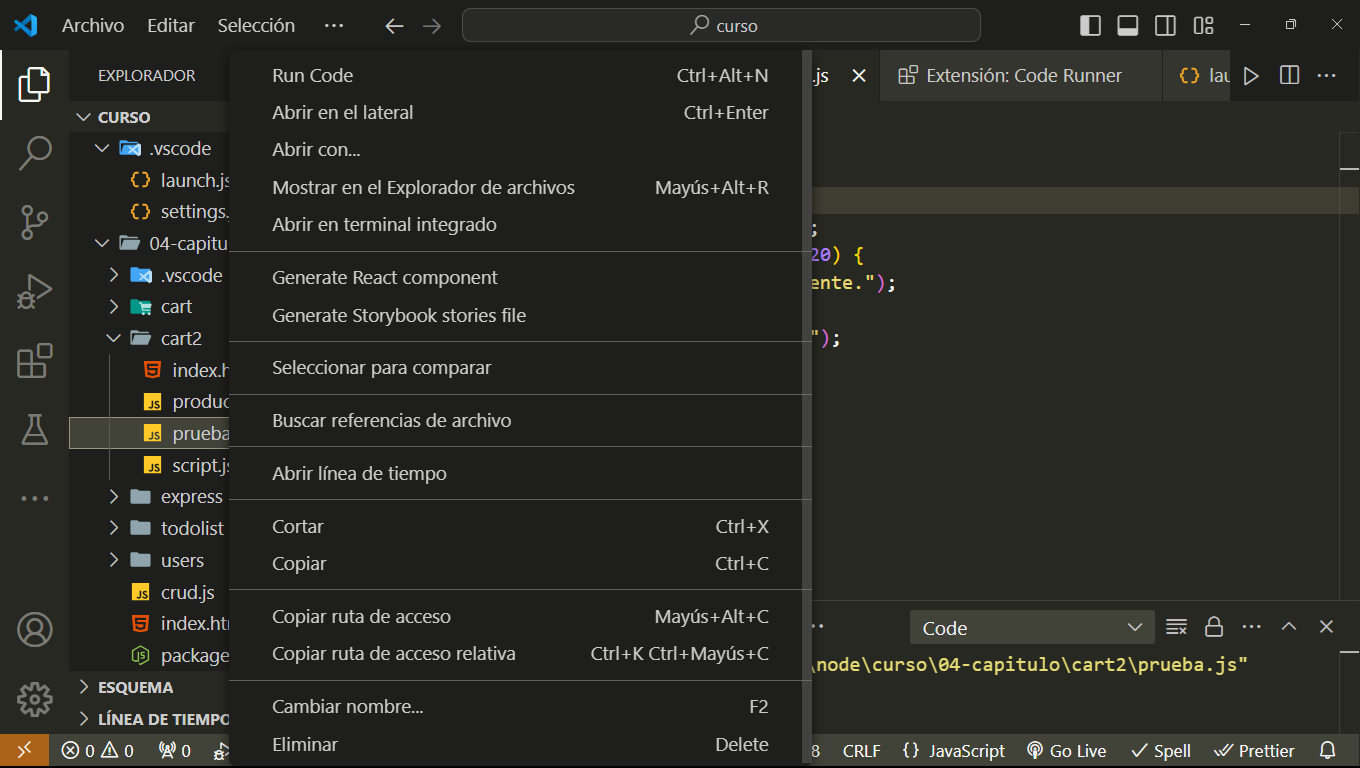 Archivo Editar Selección ··· curso
EXPLORADOR
CURSO
.vscode
launch.js
settings.
04-capitu
.vscode
cart
cart2
index.h
produc
prueba
script.js
express
todolist
users
crud.js
index.htm
package
ESQUEMA
LÍNEA DE TIEMPO
Run Code Ctrl+Alt+N
Abrir en el lateral Ctrl+Enter
Abrir con...
Mostrar en el Explorador de archivos Mayús+Alt+R
Abrir en terminal integrado
Generate React component
Generate Storybook stories file
Seleccionar para comparar
Buscar referencias de archivo
Abrir línea de tiempo
Cortar Ctrl+X
Copiar Ctrl+C
Copiar ruta de acceso Mayús+Alt+C
Copiar ruta de acceso relativa Ctrl+K Ctrl+Mayús+C
Cambiar nombre... F2
Eliminar Delete
.js Extensión: Code Runner {} lau
;
20) {
ente.");
");
Code
\node\curso\04-capitulo\cart2\prueba.js"
0 0 0 8 CRLF {} JavaScript Go Live Spell Prettier